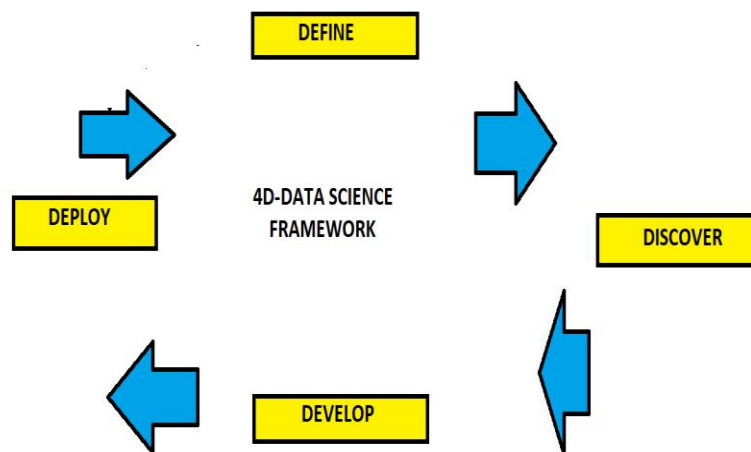 DEFINE
4D-DATA SCIENCE
FRAMEWORK
DEPLOY
DISCOVER
DEVELOP